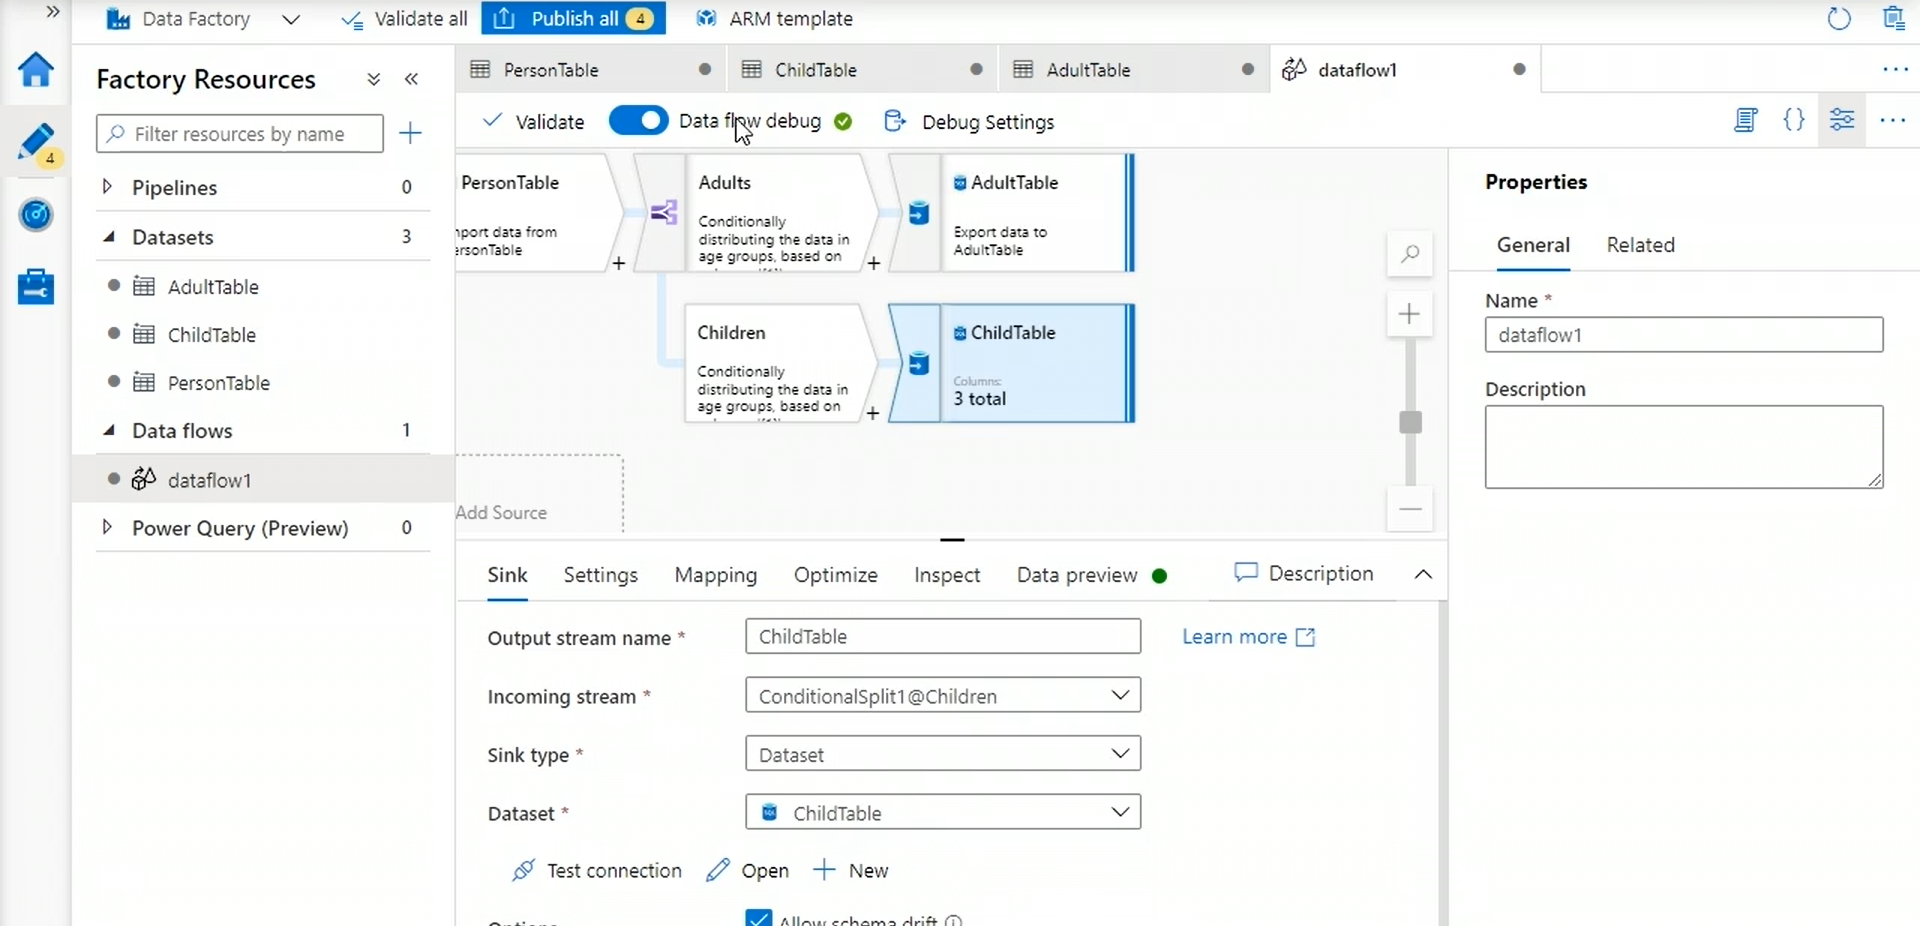 Data Factory
Validate all
Publish all 4
ARM template
Factory Resources
PersonTable
ChildTable
AdultTable
dataflow1
Filter resources by name
Validate
Data flow debug
Debug Settings
4
Pipelines 0
Datasets 3
AdultTable
ChildTable
PersonTable
Data flows 1
dataflow1
Power Query (Preview) 0
PersonTable
Adults
Conditionally
distributing the data in
age groups, based on
AdultTable
Export data to
AdultTable
Children
Conditionally
distributing the data in
age groups, based on
ChildTable
Columns:
3 total
Add Source
Properties
General Related
Name *
dataflow1
Description
Sink Settings Mapping Optimize Inspect Data preview
Description
Output stream name * ChildTable
Learn more
Incoming stream * ConditionalSplit1@Children
Sink type * Dataset
Dataset * ChildTable
Test connection Open New
Options Allow schema drift